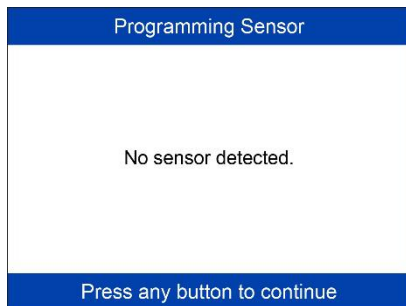 Programming Sensor
No sensor detected.
Press any button to continue